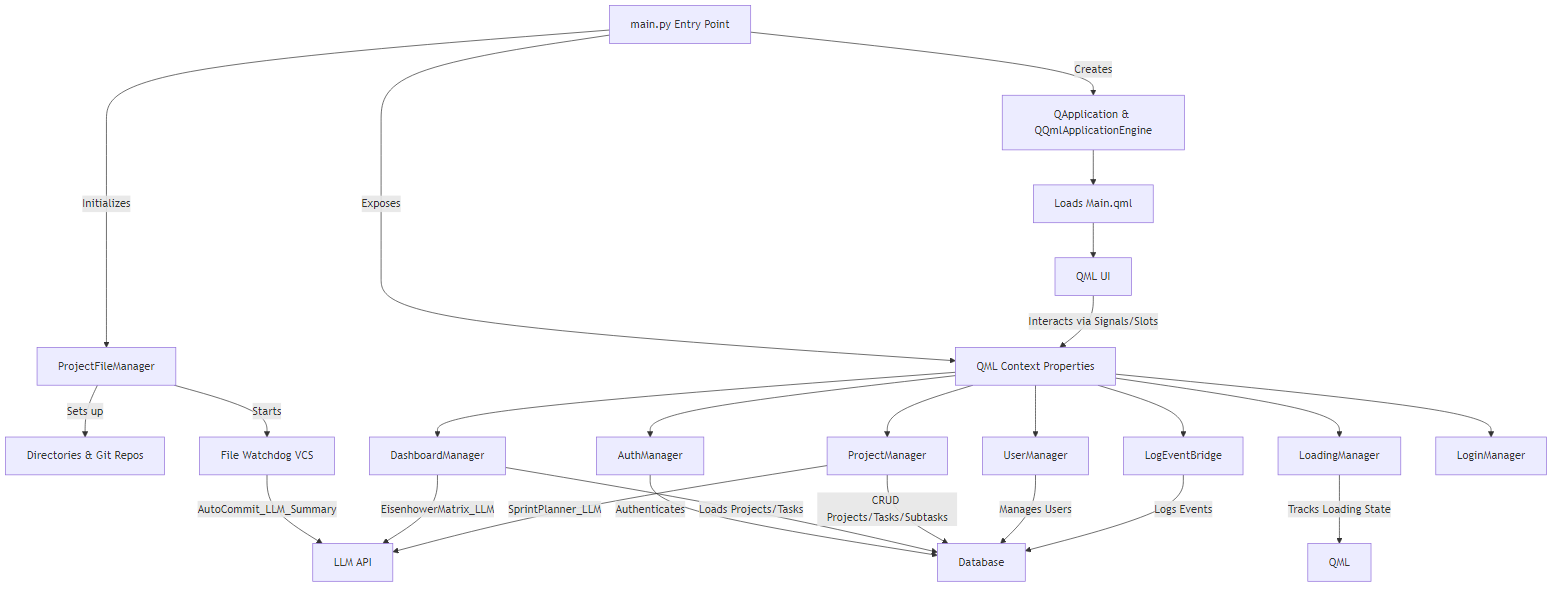 main.py Entry Point
Creates
QApplication &
QQmlApplicationEngine
Initializes
Exposes
Loads Main.qml
QML UI
Interacts via Signals/Slots
ProjectFileManager
QML Context Properties
Sets up
Starts
Directories & Git Repos
File Watchdog VCS
DashboardManager
AuthManager
ProjectManager
UserManager
LogEventBridge
LoadingManager
LoginManager
AutoCommit_LLM_Summary
EisenhowerMatrix_LLM
SprintPlanner_LLM
Authenticates
Loads Projects/Tasks
CRUD
Projects/Tasks/Subtasks
Manages Users
Logs Events
Tracks Loading State
LLM API
Database
QML